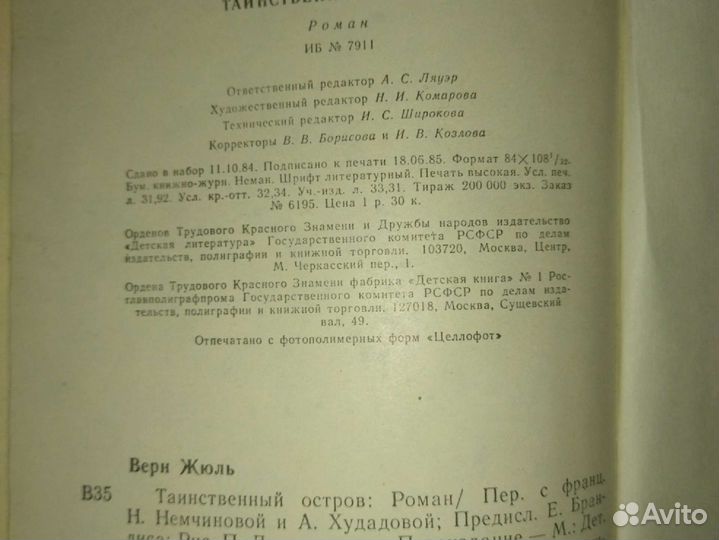 ТАИНСТВЕН
Роман
ИБ № 7911
Ответственный редактор А. С. Ляуэр
Художественный редактор Н. И. Комарова
Технический редактор И. С. Широкова
Корректоры В. В. Борисова и И. В. Козлова
Сдано в набор 11.10.84. Подписано к печати 18.06.85. Формат 84×108¹/₃₂.
Бум. книжно-журн. Неман. Шрифт литературный. Печать высокая. Усл. печ.
л. 31,92. Усл. кр.-отт. 32,34. Уч.-изд. л. 33,31. Тираж 200 000 экз. Заказ
№ 6195. Цена 1 р. 30 к.
Орденов Трудового Красного Знамени и Дружбы народов издательство
«Детская литература» Государственного комитета РСФСР по делам
издательств, полиграфии и книжной торговли. 103720, Москва, Центр,
М. Черкасский пер., 1.
Ордена Трудового Красного Знамени фабрика «Детская книга» № 1 Рос-
главполиграфпрома Государственного комитета РСФСР по делам изда-
тельств, полиграфии и книжной торговли. 127018, Москва, Сущевский
вал, 49.
Отпечатано с фотополимерных форм «Целлофот»
Верн Жюль
В35 Таинственный остров: Роман/ Пер. с франц.
Н. Немчиновой и А. Худадовой; Предисл. Е. Бран-
М.: Дет.
Avito